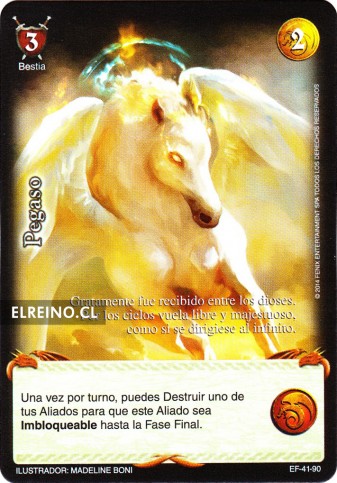 3
2
Bestia
Pegaso
© 2014 FENIX ENTERTAINMENT SPA TODOS LOS DERECHOS RESERVADOS
Gratamente fue recibido entre los dioses.
los ciclos vuela libre y majestuoso,
como si se dirigiese al infinito.
ELREINO.CL
Una vez por turno, puedes Destruir uno de
tus Aliados para que este Aliado sea
Imbloqueable hasta la Fase Final.
ILUSTRADOR: MADELINE BONI
EF-41-90